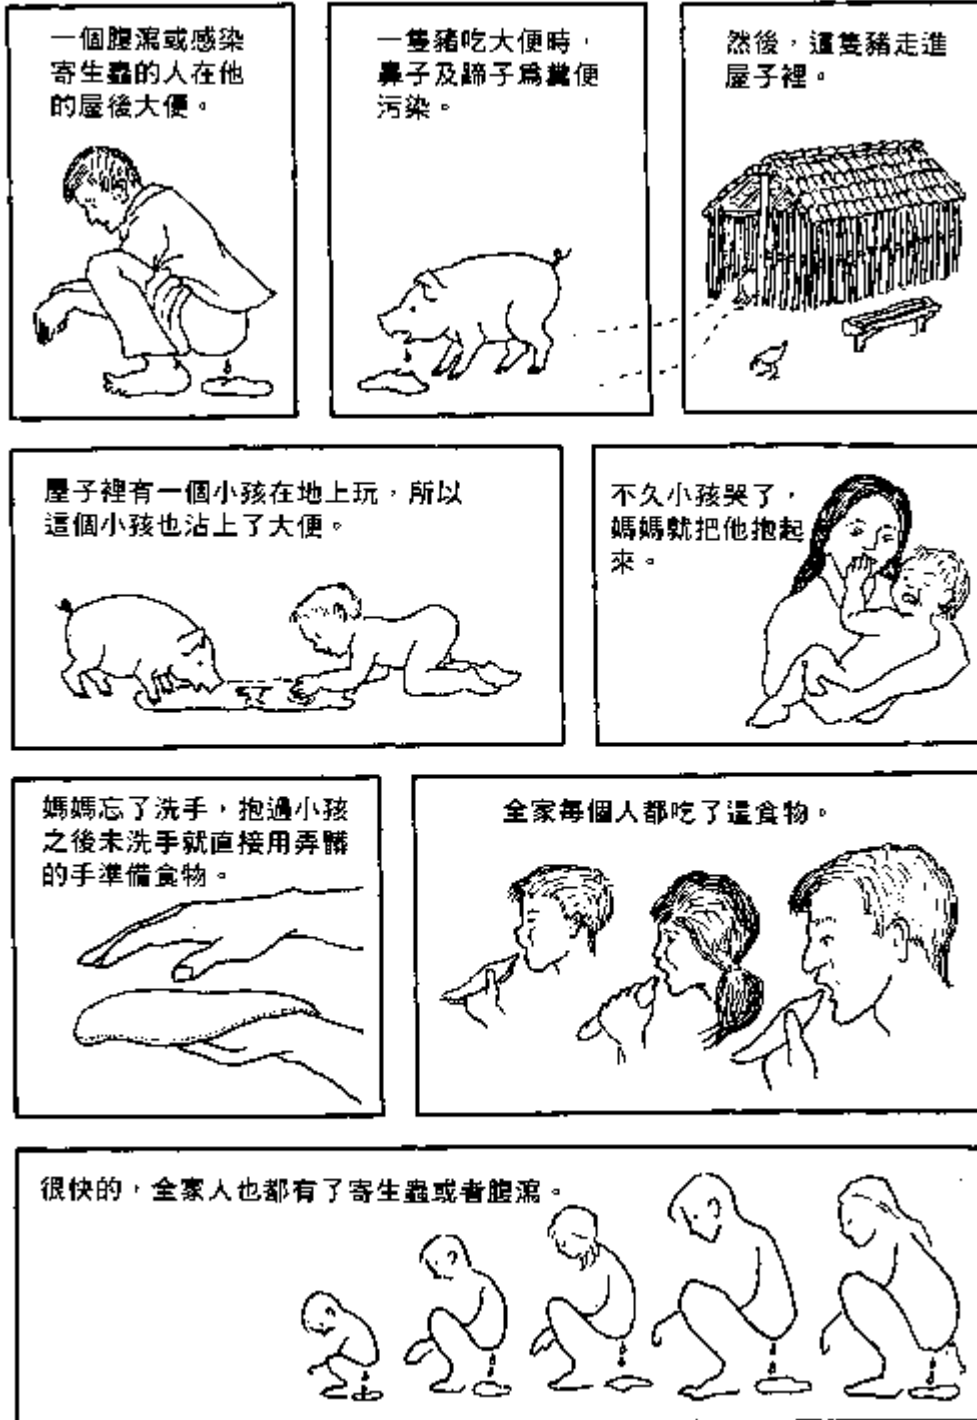 一個腹瀉或感染
寄生蟲的人在他
的屋後大便。
一隻豬吃大便時，
鼻子及蹄子為糞便
污染。
然後，這隻豬走進
屋子裡。
屋子裡有一個小孩在地上玩，所以
這個小孩也沾上了大便。
不久小孩哭了，
媽媽就把他抱起
來。
媽媽忘了洗手，抱過小孩
之後未洗手就直接用弄髒
的手準備食物。
全家每個人都吃了這食物。
很快的，全家人也都有了寄生蟲或者腹瀉。